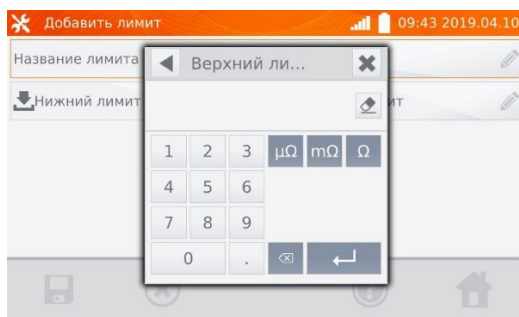 Добавить лимит
09:43 2019.04.10
Название лимита
Верхний ли...
Нижний лимит
ит
1 2 3 µΩ mΩ Ω
4 5 6
7 8 9
0 .